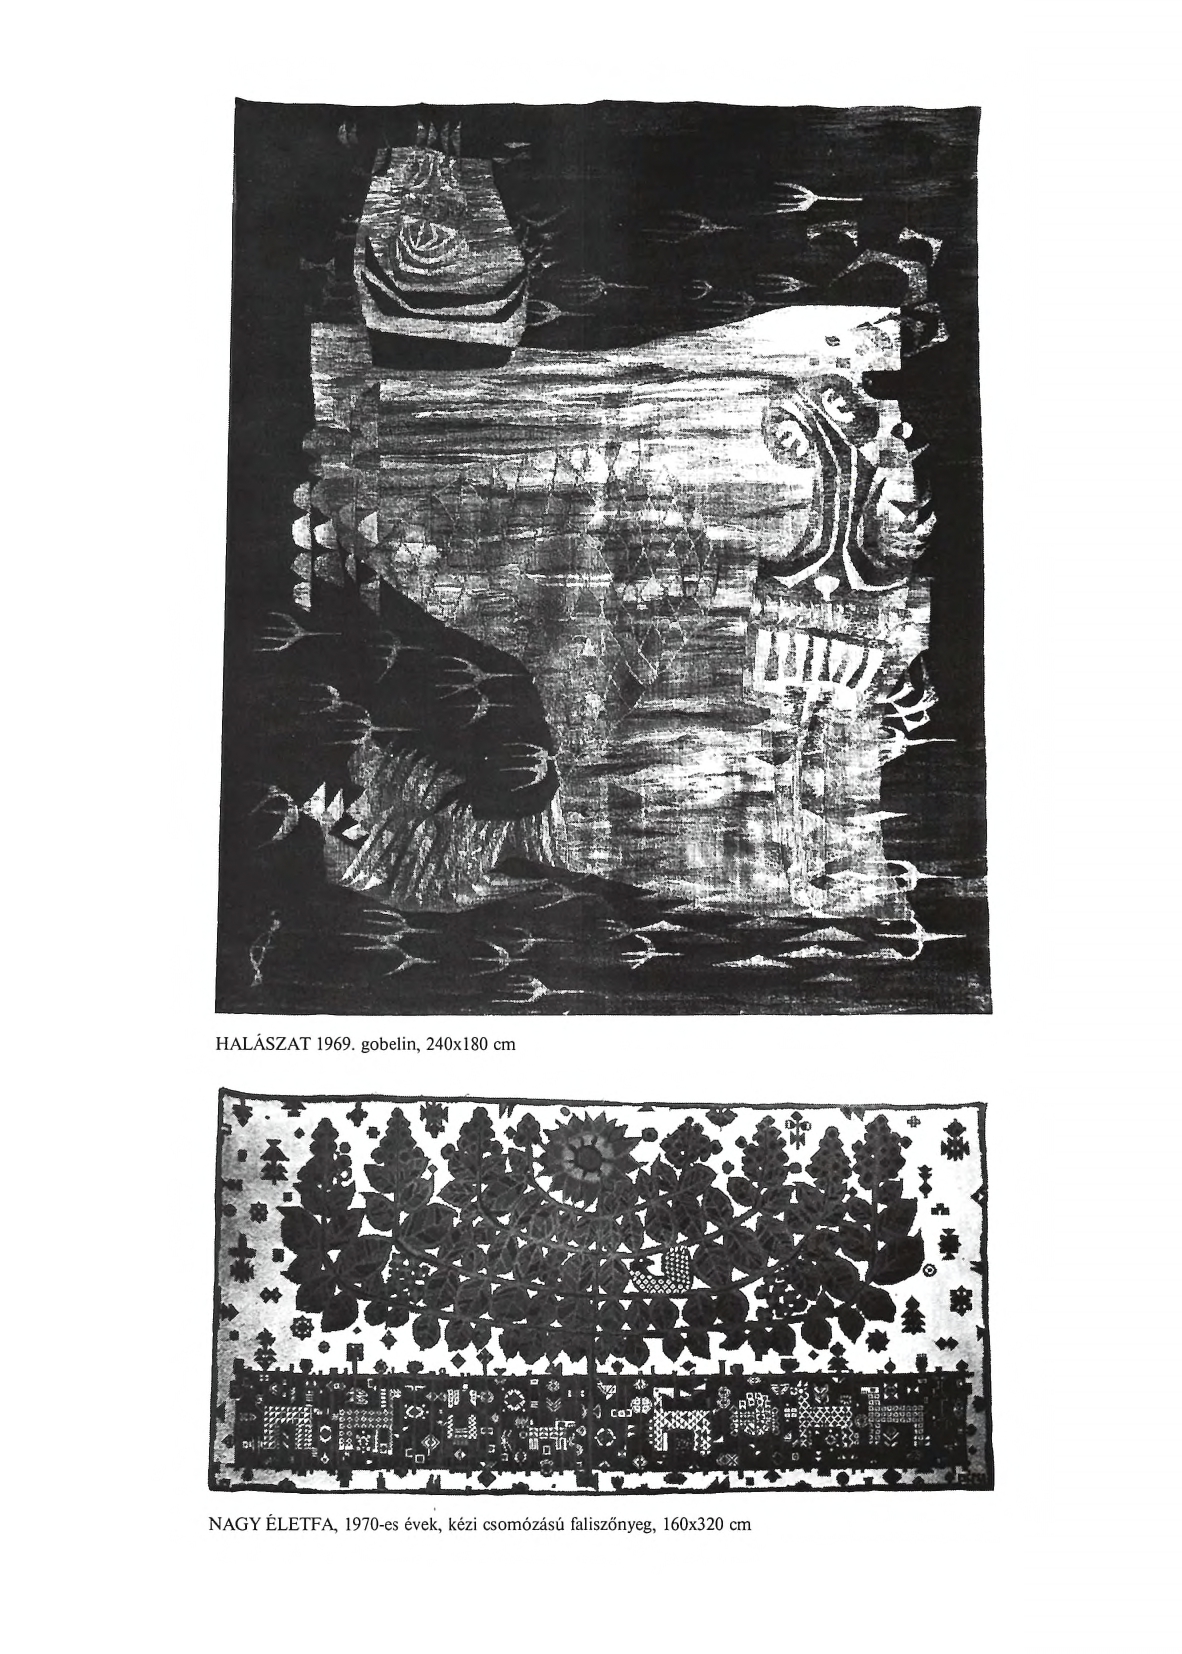 HALÁSZAT 1969. gobelin, 240x180 cm
NAGY ÉLETFA, 1970-es évek, kézi csomózású faliszőnyeg, 160x320 cm